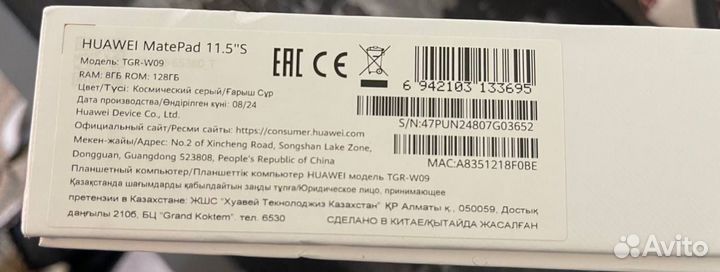 HUAWEI MatePad 11.5"S
Модель: TGR-W09
RAM: 8ГБ ROM: 128ГБ
Цвет/Түсі: Космический серый/Ғарыш Сұр
Дата производства/Өндірілген күні: 08/24
Huawei Device Co., Ltd.
Официальный сайт/Ресми сайты: https://consumer.huawei.com
Мекен-жайы/Адрес: No.2 of Xincheng Road, Songshan Lake Zone,
Dongguan, Guangdong 523808, People's Republic of China
Планшетный компьютер/Планшеттік компьютер HUAWEI модель TGR-W09
Қазақстанда шағымдарды қабылдайтын заңды тұлға/Юридическое лицо, принимающее
претензии в Казахстане: ЖШС "Хуавей Текнолоджиз Казахстан" ҚР Алматы қ., 050059, Достық
даңғылы 210б, БЦ "Grand Koktem". тел. 6530
EAC CE
6 942103 133695
S/N:47PUN24807G03652
MAC:A8351218F0BE
СДЕЛАНО В КИТАЕ/ҚЫТАЙДА ЖАСАЛҒАН
Avito